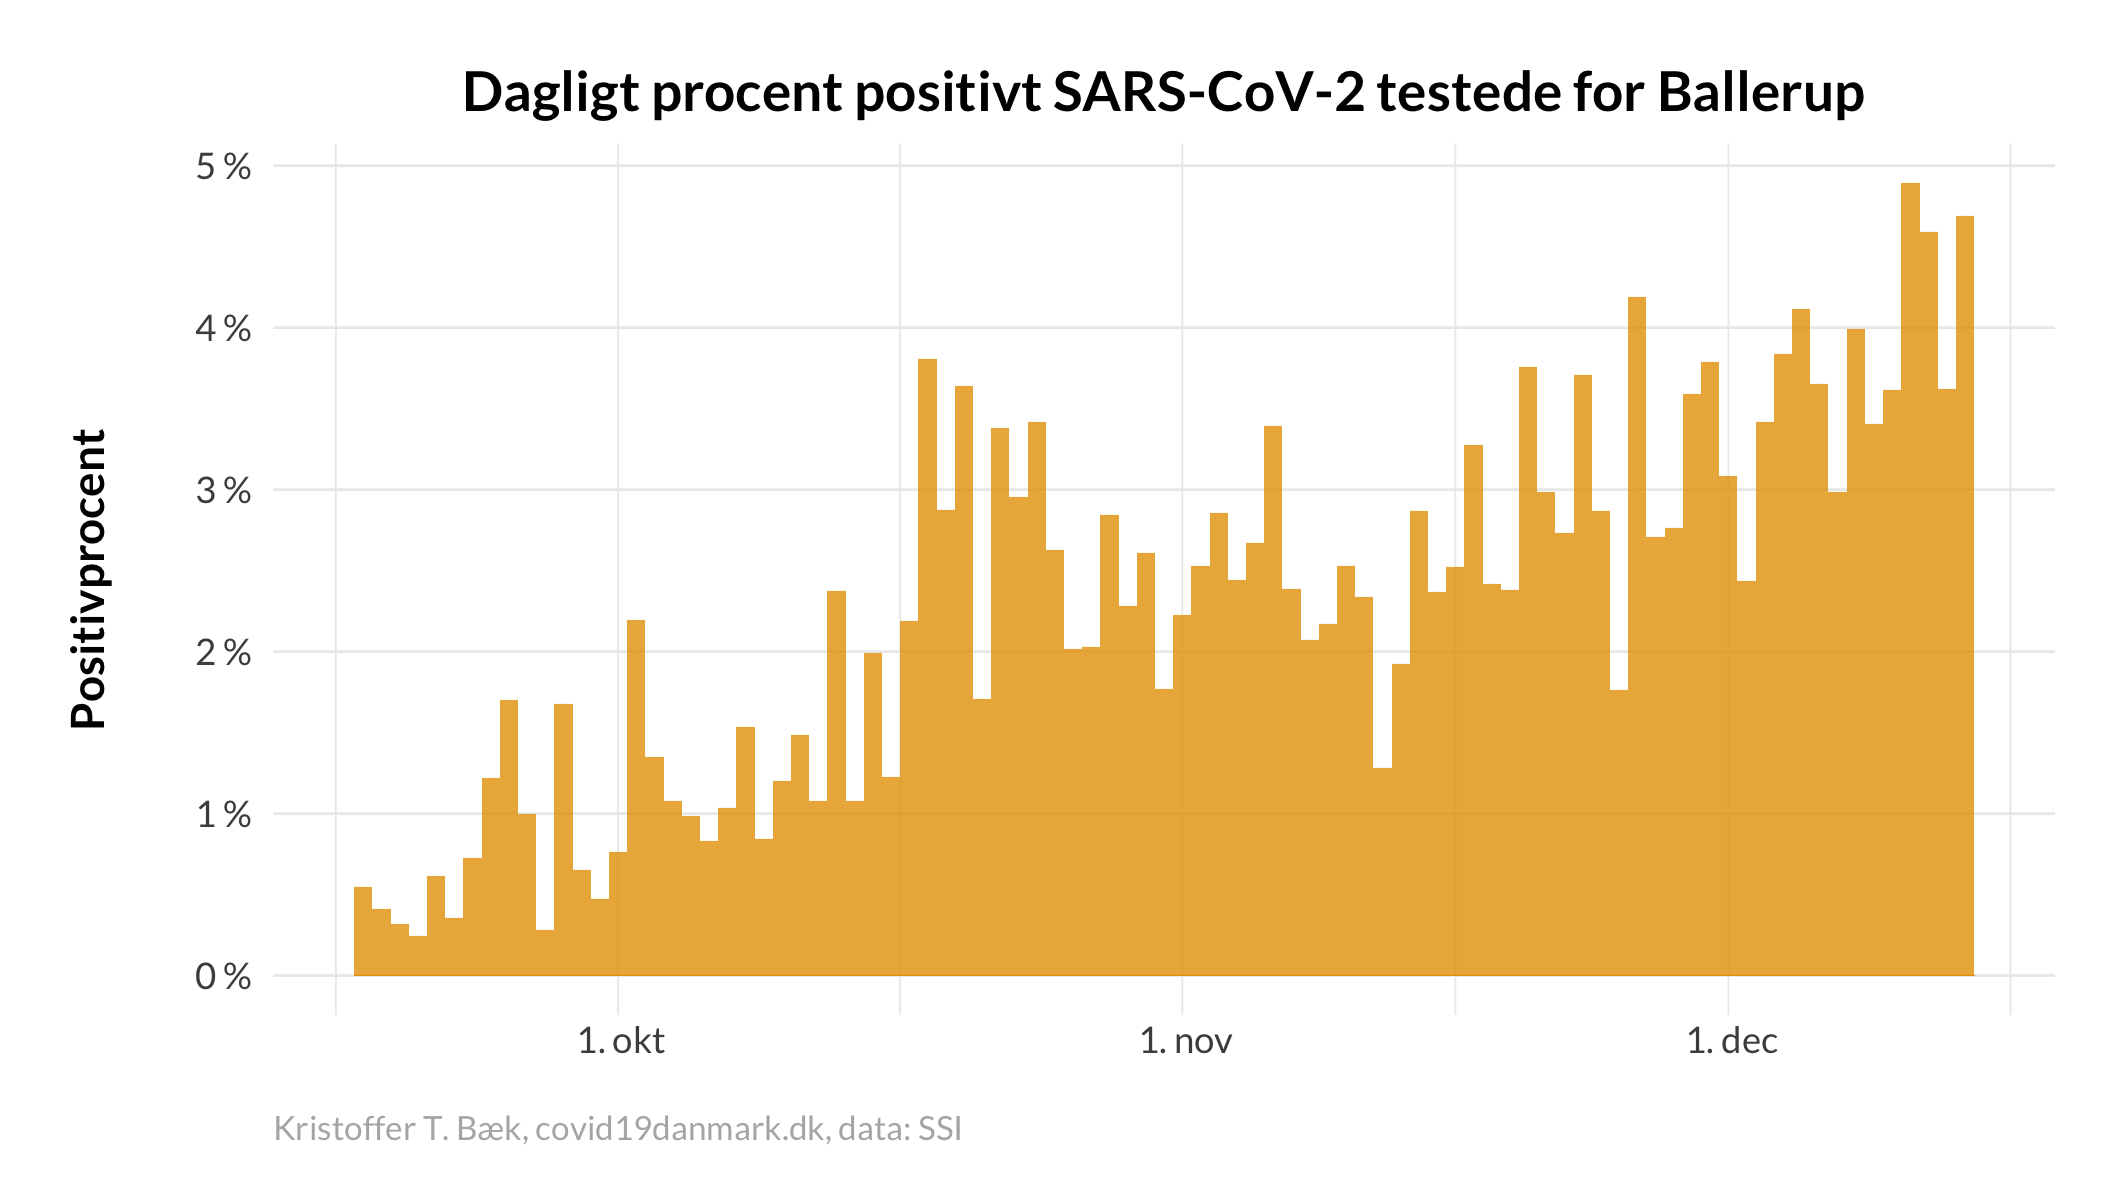 Dagligt procent positivt SARS-CoV-2 testede for Ballerup
Positivprocent
5 %
4 %
3 %
2 %
1 %
0 %
1. okt
1. nov
1. dec
Kristoffer T. Bæk, covid19danmark.dk, data: SSI